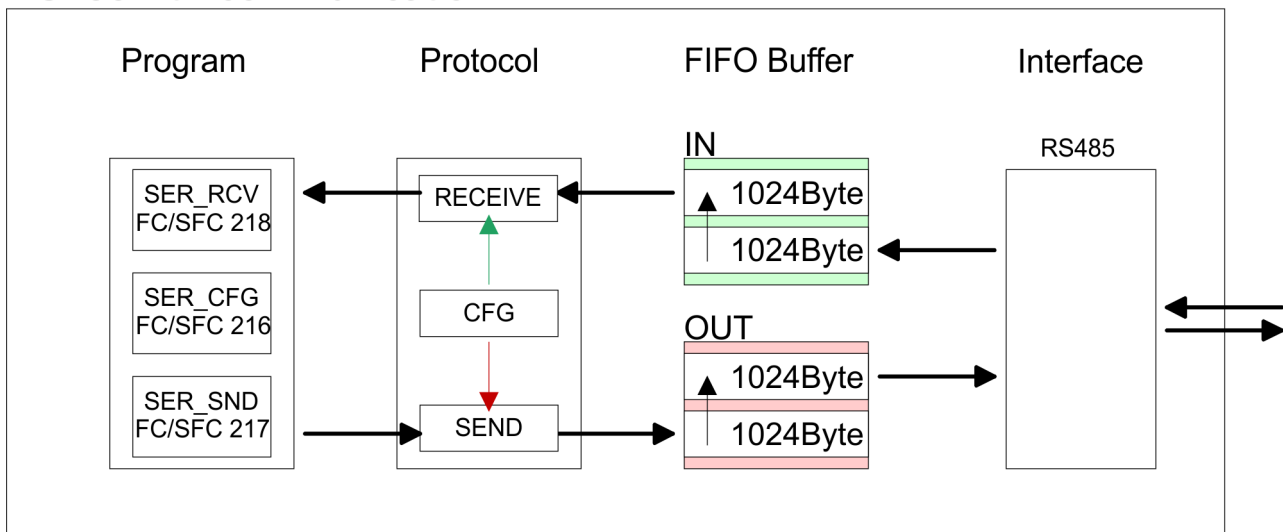 Program
Protocol
FIFO Buffer
Interface
SER_RCV
FC/SFC 218
SER_CFG
FC/SFC 216
SER_SND
FC/SFC 217
RECEIVE
CFG
SEND
IN
1024Byte
1024Byte
OUT
1024Byte
1024Byte
RS485